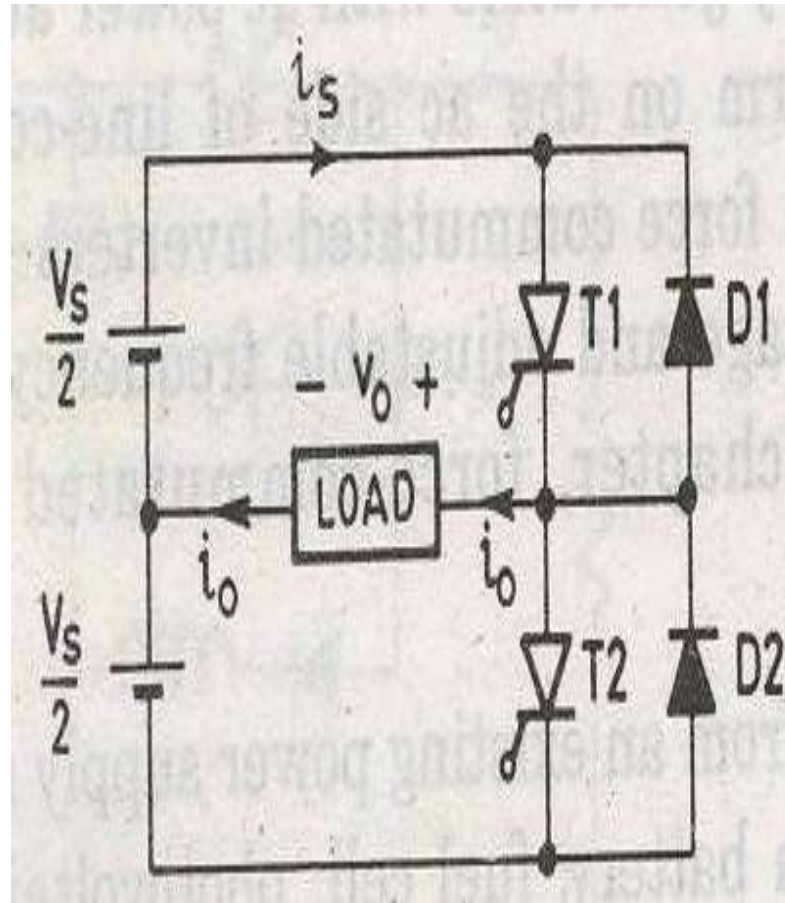 i_S
V_S/2
T1
D1
- V_O +
LOAD
i_O
i_O
V_S/2
T2
D2